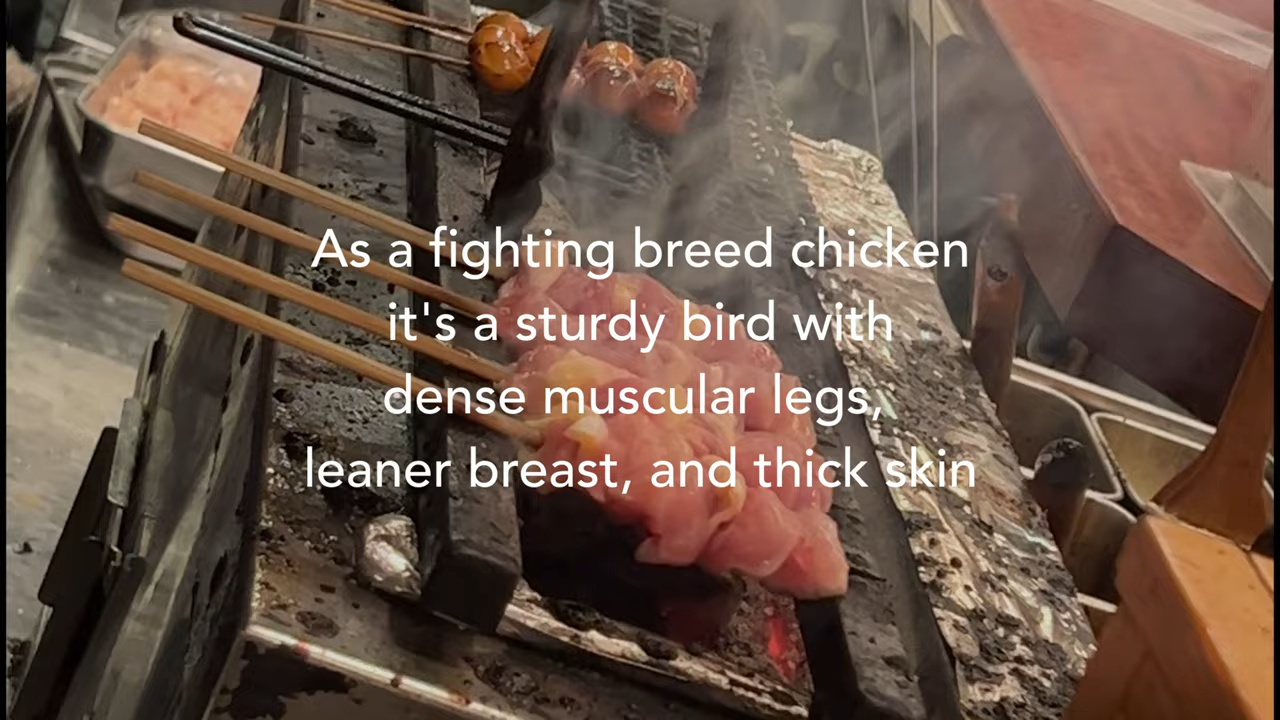 As a fighting breed chicken
it's a sturdy bird with
dense muscular legs,
leaner breast, and thick skin